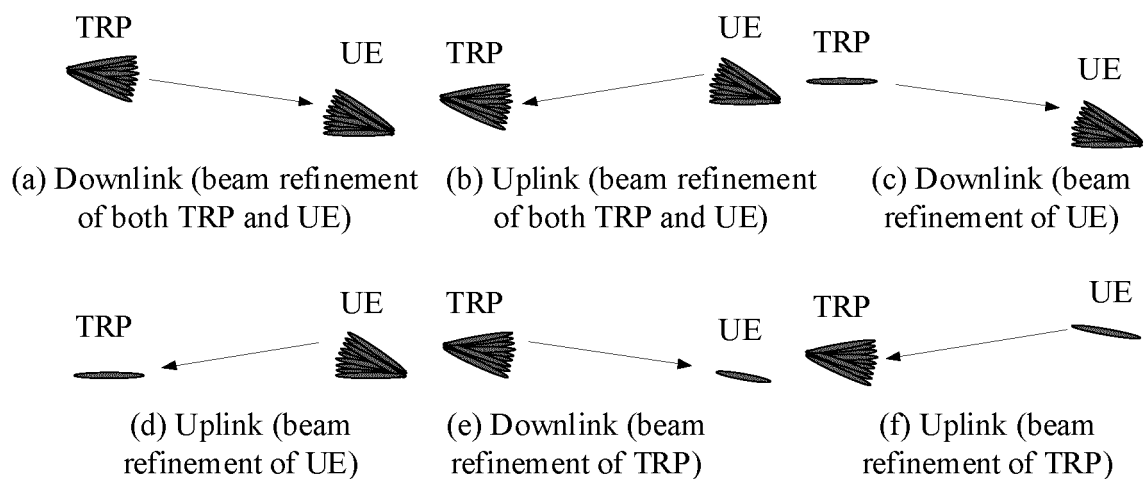 TRP
UE
(a) Downlink (beam refinement
of both TRP and UE)
TRP
UE
(b) Uplink (beam refinement
of both TRP and UE)
TRP
UE
(c) Downlink (beam
refinement of UE)
TRP
UE
(d) Uplink (beam
refinement of UE)
TRP
UE
(e) Downlink (beam
refinement of TRP)
TRP
UE
(f) Uplink (beam
refinement of TRP)